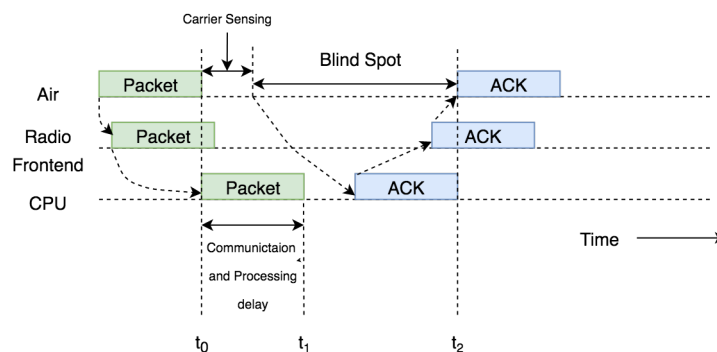 Carrier Sensing
Blind Spot
Air
Packet
ACK
Radio
Frontend
Packet
ACK
CPU
Packet
ACK
Time
Communictaion
and Processing
delay
t0
t1
t2